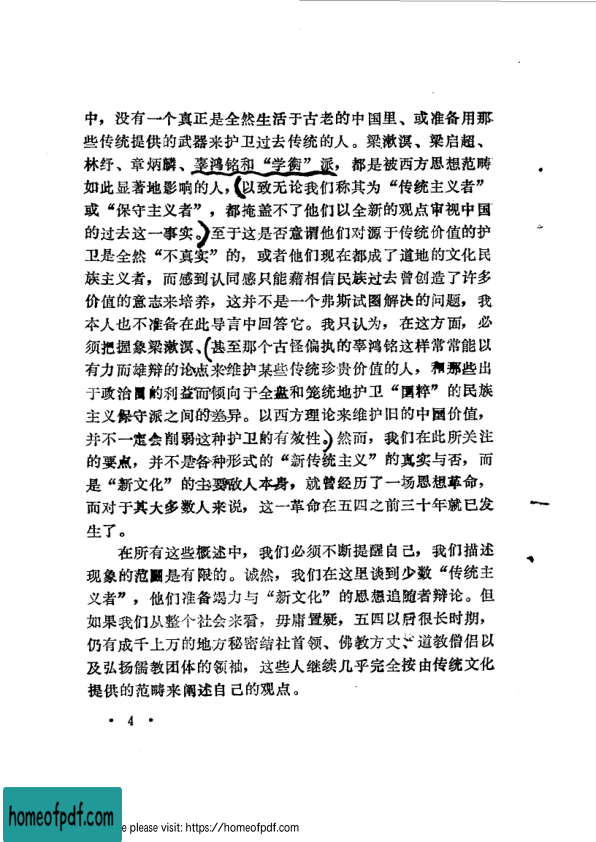 中，没有一个真正是全然生活于古老的中国里、或准备用那
些传统提供的武器来护卫过去传统的人。梁漱溟、梁启超、
林纾、章炳麟、辜鸿铭和“学衡”派，都是被西方思想范畴
如此显著地影响的人，（以致无论我们称其为“传统主义者”
或“保守主义者”，都掩盖不了他们以全新的观点审视中国
的过去这一事实。）至于这是否意谓他们对源于传统价值的护
卫是全然“不真实”的，或者他们现在都成了道地的文化民
族主义者，而感到认同感只能藉相信民族过去曾创造了许多
价值的意志来培养，这并不是一个弗斯试图解决的问题，我
本人也不准备在此导言中回答它。我只认为，在这方面，必
须把握象梁漱溟、（甚至那个古怪偏执的辜鸿铭这样常常能以
有力而雄辩的论点来维护某些传统珍贵价值的人，和那些出
于政治圈的利益而倾向于全盘和笼统地护卫“国粹”的民族
主义保守派之间的差异。以西方理论来维护旧的中国价值，
并不一定会削弱这种护卫的有效性。）然而，我们在此所关注
的要点，并不是各种形式的“新传统主义”的真实与否，而
是“新文化”的主要敌人本身，就曾经历了一场思想革命，
而对于其大多数人来说，这一革命在五四之前三十年就已发
生了。
在所有这些概述中，我们必须不断提醒自己，我们描述
现象的范围是有限的。诚然，我们在这里谈到少数“传统主
义者”，他们准备竭力与“新文化”的思想追随者辩论。但
如果我们从整个社会来看，毋庸置疑，五四以后很长时期，
仍有成千上万的地方秘密结社首领、佛教方丈、道教僧侣以
及弘扬儒教团体的领袖，这些人继续几乎完全按由传统文化
提供的范畴来阐述自己的观点。
• 4 •
homeofpdf.com
e please visit: https://homeofpdf.com